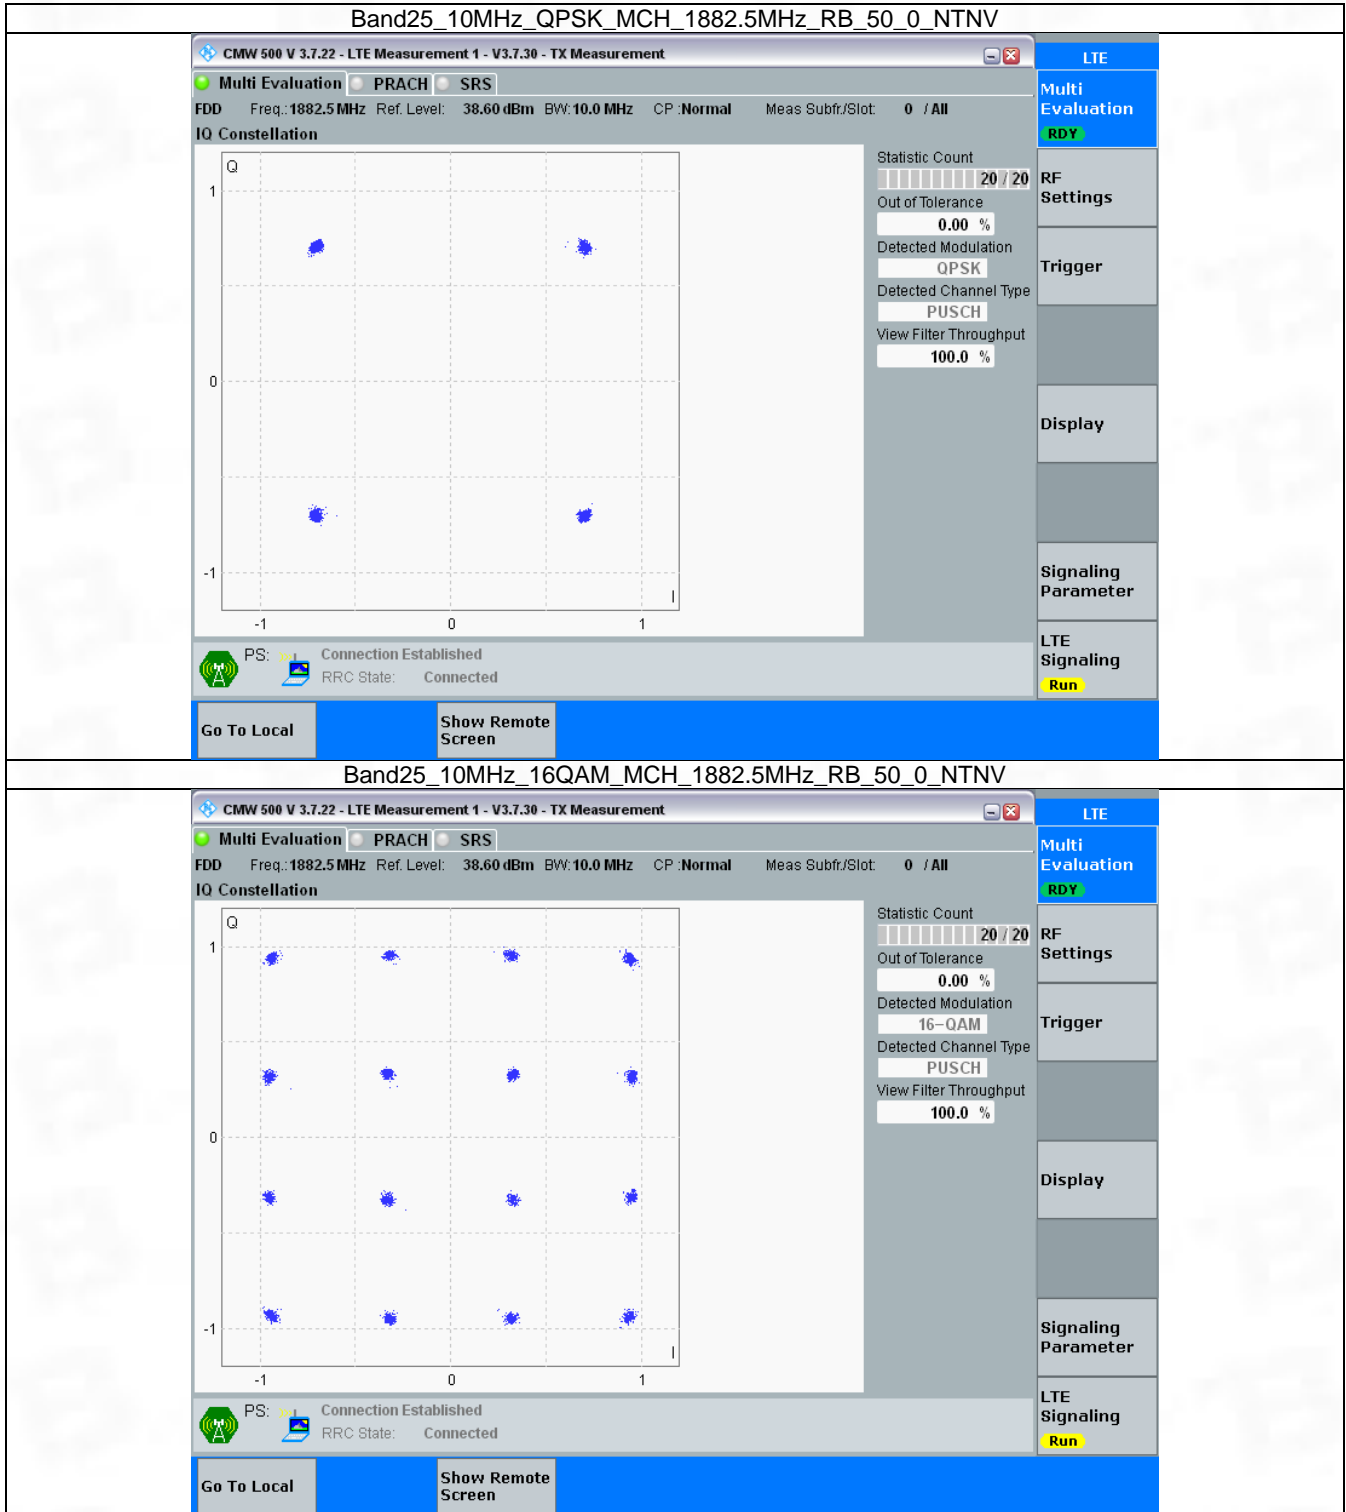 Band25_10MHz_QPSK_MCH_1882.5MHz_RB_50_0_NTNV
CMW 500 V 3.7.22 - LTE Measurement 1 - V3.7.30 - TX Measurement
LTE
Multi Evaluation PRACH SRS
Multi
Evaluation
RDY
FDD Freq.: 1882.5 MHz Ref. Level: 38.60 dBm BW: 10.0 MHz CP : Normal Meas Subfr./Slot: 0 / All
IQ Constellation
Q
1
0
-1
I
-1 0 1
Statistic Count
20 / 20
Out of Tolerance
0.00 %
Detected Modulation
QPSK
Detected Channel Type
PUSCH
View Filter Throughput
100.0 %
RF
Settings
Trigger
Display
Signaling
Parameter
LTE
Signaling
Run
PS: Connection Established
RRC State: Connected
Go To Local
Show Remote
Screen
Band25_10MHz_16QAM_MCH_1882.5MHz_RB_50_0_NTNV
CMW 500 V 3.7.22 - LTE Measurement 1 - V3.7.30 - TX Measurement
LTE
Multi Evaluation PRACH SRS
Multi
Evaluation
RDY
FDD Freq.: 1882.5 MHz Ref. Level: 38.60 dBm BW: 10.0 MHz CP : Normal Meas Subfr./Slot: 0 / All
IQ Constellation
Q
1
0
-1
I
-1 0 1
Statistic Count
20 / 20
Out of Tolerance
0.00 %
Detected Modulation
16-QAM
Detected Channel Type
PUSCH
View Filter Throughput
100.0 %
RF
Settings
Trigger
Display
Signaling
Parameter
LTE
Signaling
Run
PS: Connection Established
RRC State: Connected
Go To Local
Show Remote
Screen